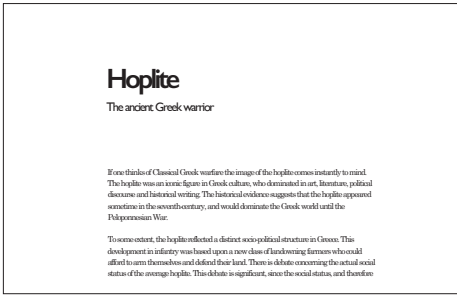 Hoplite
The ancient Greek warrior
If one thinks of Classical Greek warfare the image of the hoplite comes instantly to mind.
The hoplite was an iconic figure in Greek culture, who dominated in art, literature, political
discourse and historical writing. The historical evidence suggests that the hoplite appeared
sometime in the seventh-century, and would dominate the Greek world until the
Peloponnesian War.
To some extent, the hoplite reflected a distinct socio-political structure in Greece. This
development in infantry was based upon a new class of landowning farmers who could
afford to arm themselves and defend their land. There is debate concerning the actual social
status of the average hoplite. This debate is significant, since the social status, and therefore